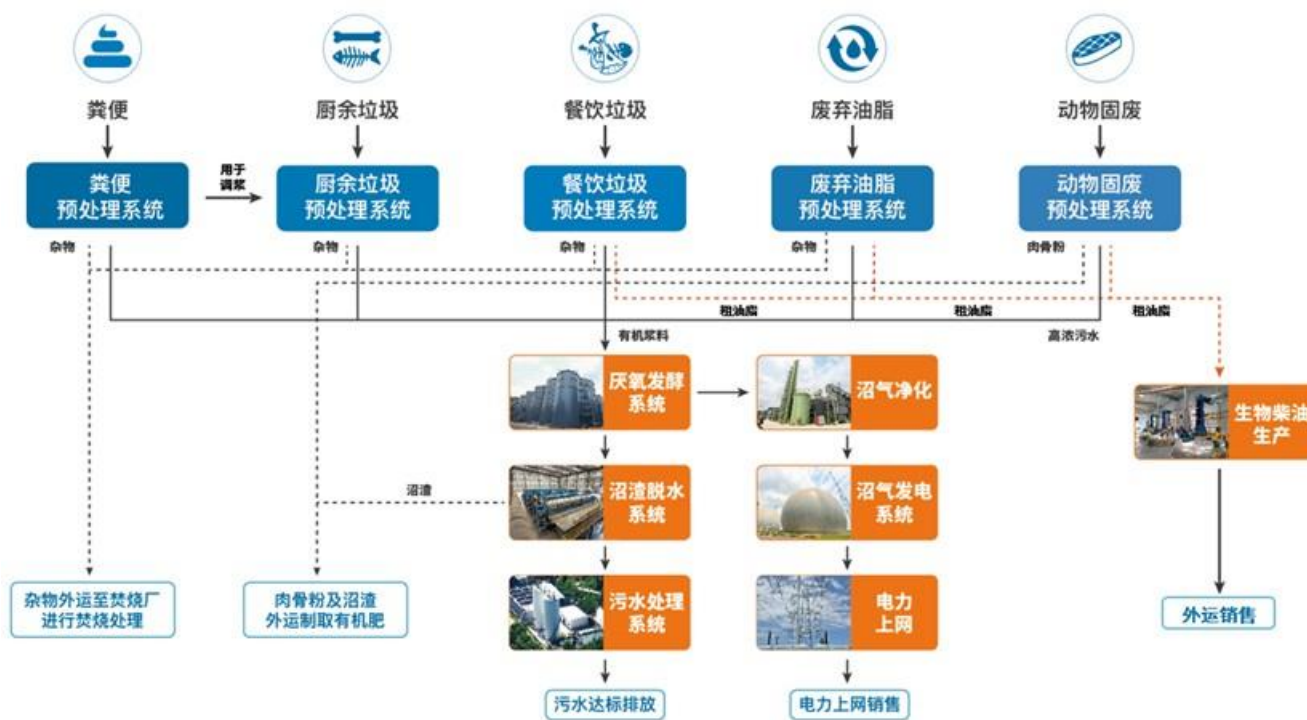 粪便
厨余垃圾
餐饮垃圾
废弃油脂
动物固废
粪便
预处理系统
用于
调浆
厨余垃圾
预处理系统
餐饮垃圾
预处理系统
废弃油脂
预处理系统
动物固废
预处理系统
杂物
杂物
杂物
杂物
肉骨粉
粗油脂
粗油脂
粗油脂
有机浆料
高浓污水
厌氧发酵
系统
沼气净化
生物柴油
生产
沼渣
沼渣脱水
系统
沼气发电
系统
杂物外运至焚烧厂
进行焚烧处理
肉骨粉及沼渣
外运制取有机肥
污水处理
系统
电力
上网
外运销售
污水达标排放
电力上网销售